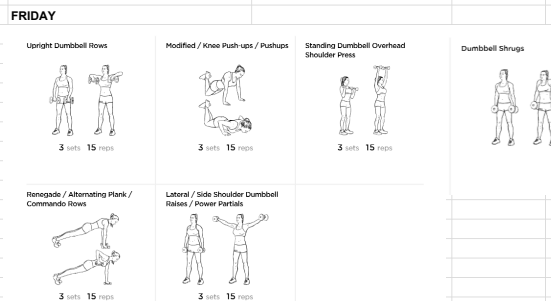 FRIDAY
Upright Dumbbell Rows
Modified / Knee Push-ups / Pushups
Standing Dumbbell Overhead
Shoulder Press
Dumbbell Shrugs
3 sets 15 reps
3 sets 15 reps
3 sets 15 reps
Renegade / Alternating Plank /
Commando Rows
Lateral / Side Shoulder Dumbbell
Raises / Power Partials
3 sets 15 reps
3 sets 15 reps